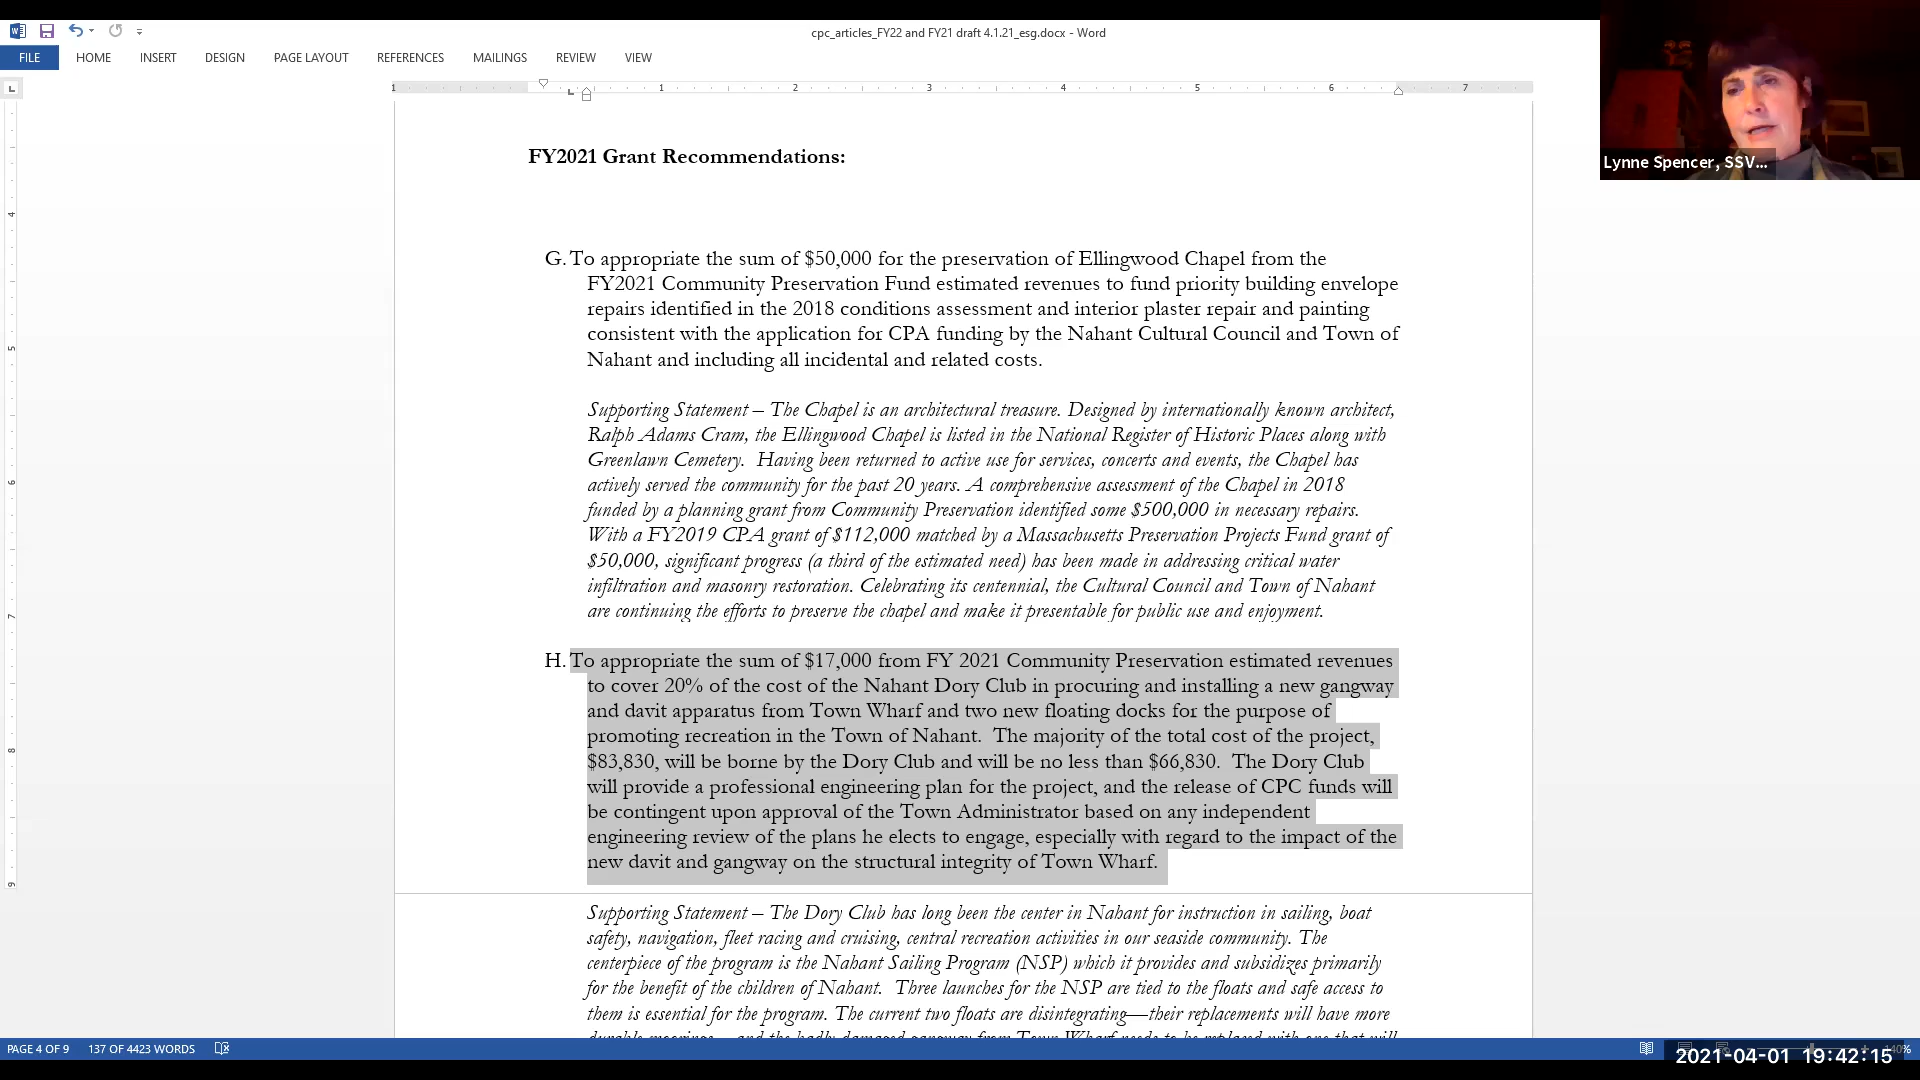 cpc_articles_FY22 and FY21 draft 4.1.21_esg.docx - Word
FILE HOME INSERT DESIGN PAGE LAYOUT REFERENCES MAILINGS REVIEW VIEW
1 1 2 3 4 5 6 7
Lynne Spencer, SSV...
FY2021 Grant Recommendations:
4
G. To appropriate the sum of $50,000 for the preservation of Ellingwood Chapel from the
FY2021 Community Preservation Fund estimated revenues to fund priority building envelope
repairs identified in the 2018 conditions assessment and interior plaster repair and painting
consistent with the application for CPA funding by the Nahant Cultural Council and Town of
5
Nahant and including all incidental and related costs.
Supporting Statement – The Chapel is an architectural treasure. Designed by internationally known architect,
Ralph Adams Cram, the Ellingwood Chapel is listed in the National Register of Historic Places along with
Greenlawn Cemetery.  Having been returned to active use for services, concerts and events, the Chapel has
6
actively served the community for the past 20 years. A comprehensive assessment of the Chapel in 2018
funded by a planning grant from Community Preservation identified some $500,000 in necessary repairs.
With a FY2019 CPA grant of $112,000 matched by a Massachusetts Preservation Projects Fund grant of
$50,000, significant progress (a third of the estimated need) has been made in addressing critical water
infiltration and masonry restoration. Celebrating its centennial, the Cultural Council and Town of Nahant
are continuing the efforts to preserve the chapel and make it presentable for public use and enjoyment.
7
H. To appropriate the sum of $17,000 from FY 2021 Community Preservation estimated revenues
to cover 20% of the cost of the Nahant Dory Club in procuring and installing a new gangway
and davit apparatus from Town Wharf and two new floating docks for the purpose of
promoting recreation in the Town of Nahant.  The majority of the total cost of the project,
8
$83,830, will be borne by the Dory Club and will be no less than $66,830.  The Dory Club
will provide a professional engineering plan for the project, and the release of CPC funds will
be contingent upon approval of the Town Administrator based on any independent
engineering review of the plans he elects to engage, especially with regard to the impact of the
new davit and gangway on the structural integrity of Town Wharf.
9
Supporting Statement – The Dory Club has long been the center in Nahant for instruction in sailing, boat
safety, navigation, fleet racing and cruising, central recreation activities in our seaside community. The
centerpiece of the program is the Nahant Sailing Program (NSP) which it provides and subsidizes primarily
for the benefit of the children of Nahant.  Three launches for the NSP are tied to the floats and safe access to
them is essential for the program. The current two floats are disintegrating—their replacements will have more
PAGE 4 OF 9 137 OF 4423 WORDS
2021-04-01 19:42:15